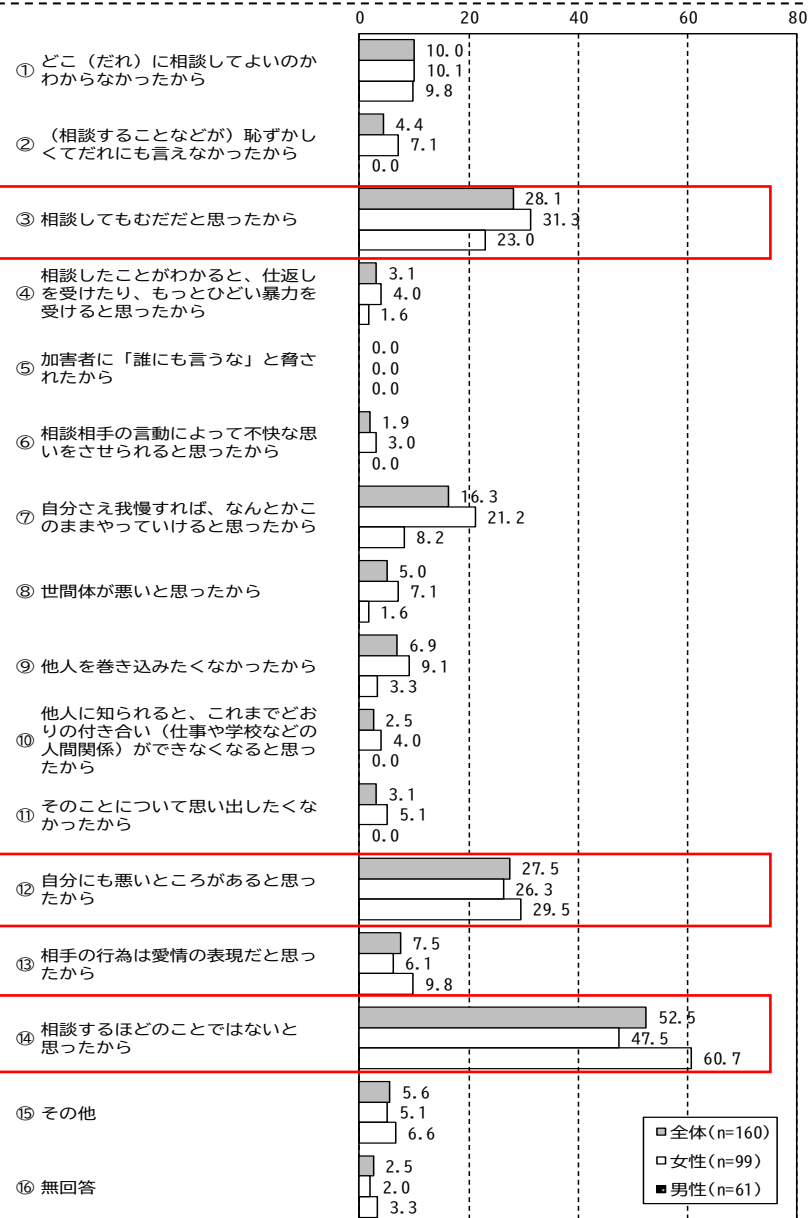 0 20 40 60 80
① どこ（だれ）に相談してよいのか
わからなかったから
10.0
10.1
9.8
② （相談することなどが）恥ずかし
くてだれにも言えなかったから
4.4
7.1
0.0
③ 相談してもむだだと思ったから
28.1
31.3
23.0
④ 相談したことがわかると、仕返し
を受けたり、もっとひどい暴力を
受けると思ったから
3.1
4.0
1.6
⑤ 加害者に「誰にも言うな」と脅さ
れたから
0.0
0.0
0.0
⑥ 相談相手の言動によって不快な思
いをさせられると思ったから
1.9
3.0
0.0
⑦ 自分さえ我慢すれば、なんとかこ
のままやっていけると思ったから
16.3
21.2
8.2
⑧ 世間体が悪いと思ったから
5.0
7.1
1.6
⑨ 他人を巻き込みたくなかったから
6.9
9.1
3.3
⑩ 他人に知られると、これまでどお
りの付き合い（仕事や学校などの
人間関係）ができなくなると思っ
たから
2.5
4.0
0.0
⑪ そのことについて思い出したくな
かったから
3.1
5.1
0.0
⑫ 自分にも悪いところがあると思っ
たから
27.5
26.3
29.5
⑬ 相手の行為は愛情の表現だと思っ
たから
7.5
6.1
9.8
⑭ 相談するほどのことではないと
思ったから
52.5
47.5
60.7
⑮ その他
5.6
5.1
6.6
⑯ 無回答
2.5
2.0
3.3
全体(n=160)
女性(n=99)
男性(n=61)